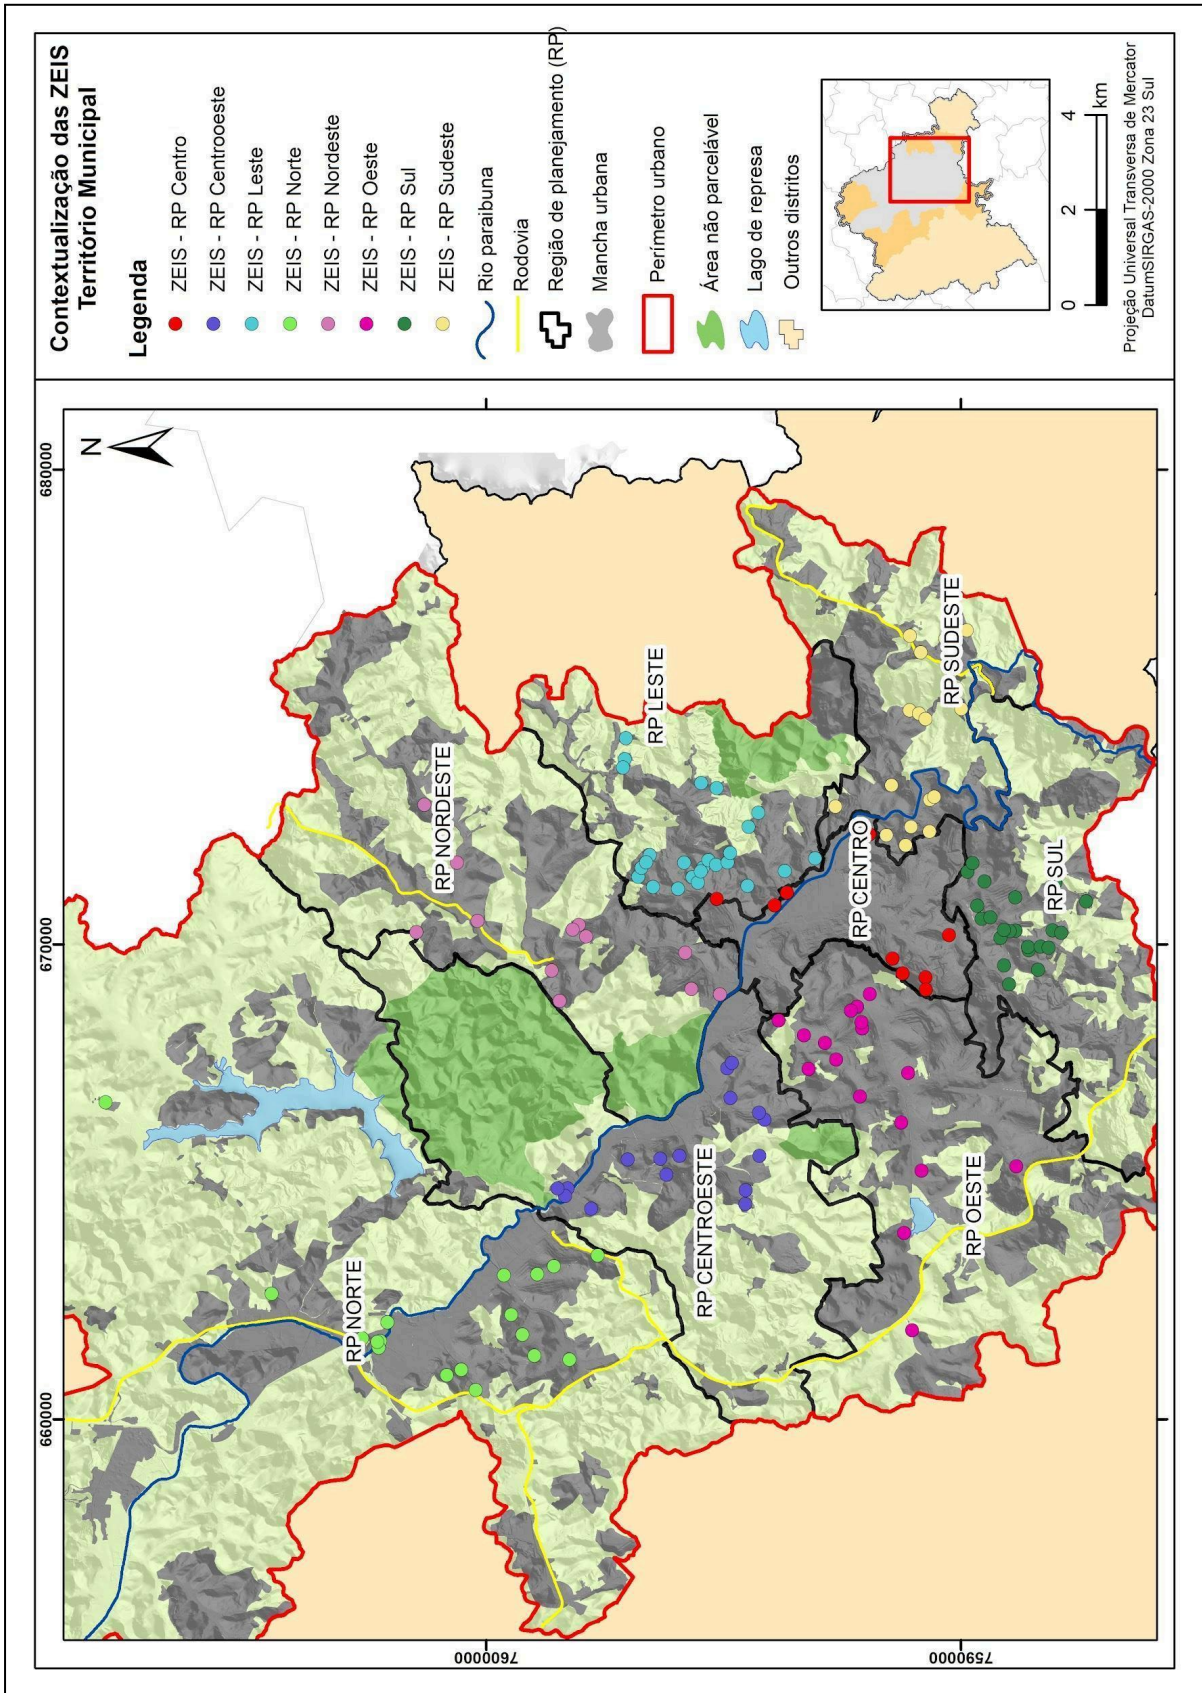 Contextualização das ZEIS
Território Municipal
Legenda
ZEIS - RP Centro
ZEIS - RP Centrooeste
ZEIS - RP Leste
ZEIS - RP Norte
ZEIS - RP Nordeste
ZEIS - RP Oeste
ZEIS - RP Sul
ZEIS - RP Sudeste
Rio paraibuna
Rodovia
Região de planejamento (RP)
Mancha urbana
Perímetro urbano
Área não parcelável
Lago de represa
Outros distritos
0 2 4
km
Projeção Universal Transversa de Mercator
DatumSIRGAS-2000 Zona 23 Sul
N
660000
670000
680000
7600000
7590000
RP NORTE
RP NORDESTE
RP LESTE
RP CENTROESTE
RP CENTRO
RP SUDESTE
RP OESTE
RP SUL